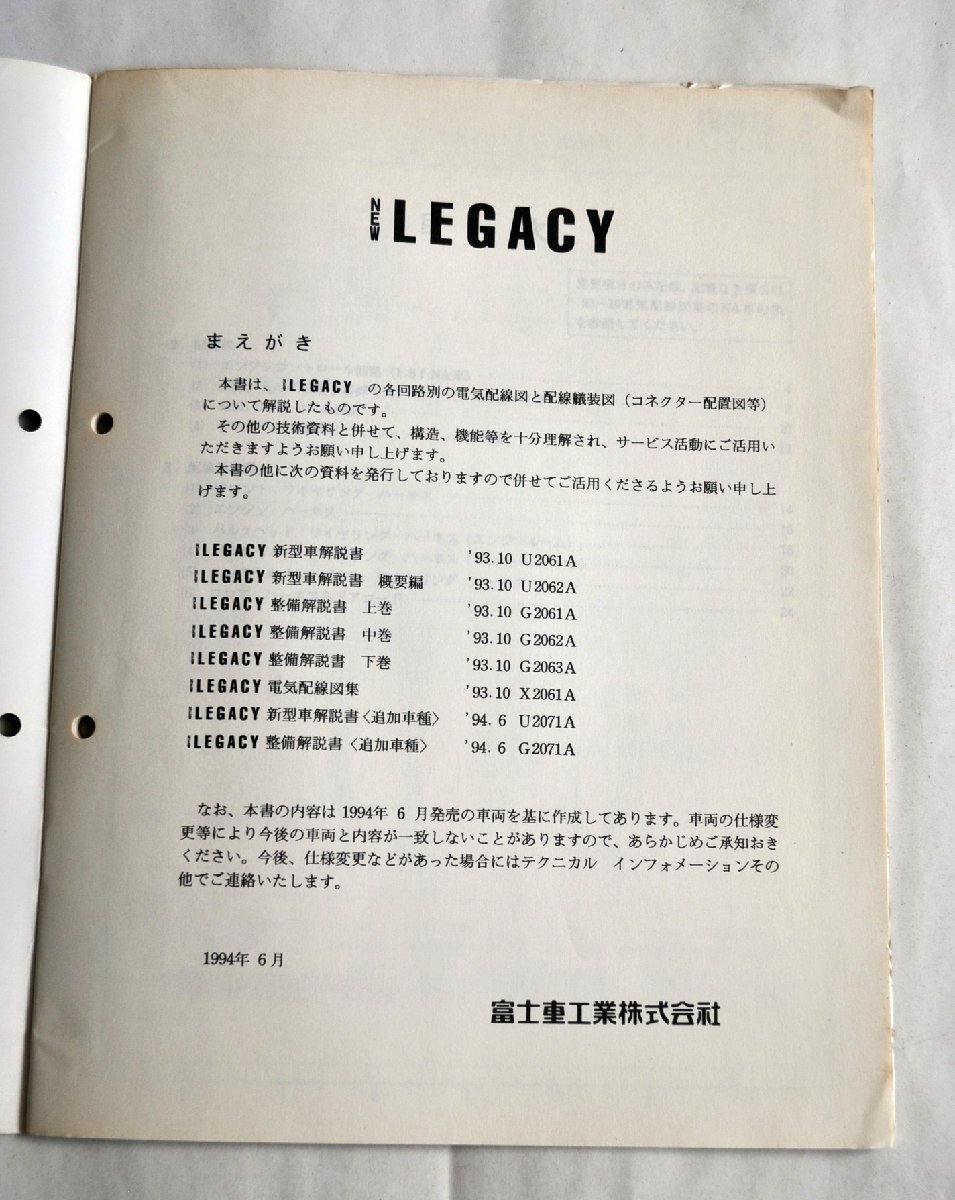 NEW LEGACY
まえがき
本書は、NEW LEGACY の各回路別の電気配線図と配線艤装図（コネクター配置図等）
について解説したものです。
その他の技術資料と併せて、構造、機能等を十分理解され、サービス活動にご活用い
ただきますようお願い申し上げます。
本書の他に次の資料を発行しておりますので併せてご活用くださるようお願い申し上
げます。
NEW LEGACY 新型車解説書 '93.10 U2061A
NEW LEGACY 新型車解説書 概要編 '93.10 U2062A
NEW LEGACY 整備解説書 上巻 '93.10 G2061A
NEW LEGACY 整備解説書 中巻 '93.10 G2062A
NEW LEGACY 整備解説書 下巻 '93.10 G2063A
NEW LEGACY 電気配線図集 '93.10 X2061A
NEW LEGACY 新型車解説書〈追加車種〉 '94. 6 U2071A
NEW LEGACY 整備解説書〈追加車種〉 '94. 6 G2071A
なお、本書の内容は1994年 6 月発売の車両を基に作成してあります。車両の仕様変
更等により今後の車両と内容が一致しないことがありますので、あらかじめご承知おき
ください。今後、仕様変更などがあった場合にはテクニカル インフォメーションその
他でご連絡いたします。
1994年 6 月
富士重工業株式会社